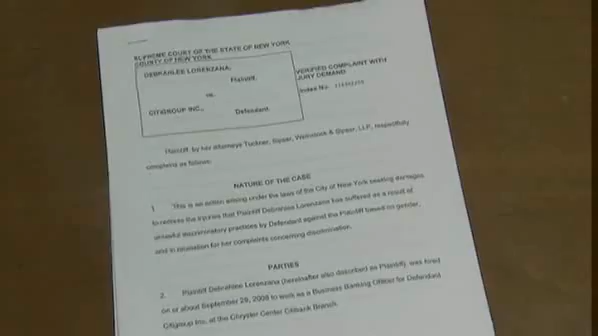 SUPREME COURT OF THE STATE OF NEW YORK
COUNTY OF NEW YORK
DEBRAHLEE LORENZANA,
Plaintiff,
vs.
CITIGROUP INC.,
Defendant.
VERIFIED COMPLAINT WITH
JURY DEMAND
Index No.
Plaintiff, by her Attorneys Tuckner, Sipser, Weinstock & Sipser, LLP, respectfully
complains as follows:
NATURE OF THE CASE
1. This is an action arising under the laws of the City of New York seeking damages
to redress the injuries that Plaintiff Debrahlee Lorenzana has suffered as a result of
unlawful discriminatory practices by Defendant against the Plaintiff based on gender,
and in retaliation for her complaints concerning discrimination.
PARTIES
2. Plaintiff Debrahlee Lorenzana (hereinafter also described as Plaintiff), was hired
on or about September 29, 2008 to work as a Business Banking Officer for Defendant
Citigroup Inc. at the Chrysler Center Citibank Branch.